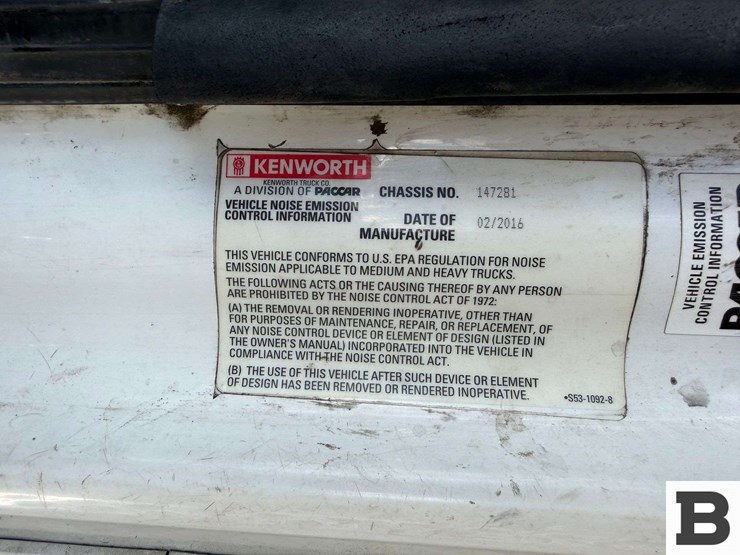 KENWORTH
KENWORTH TRUCK CO.
A DIVISION OF PACCAR
VEHICLE NOISE EMISSION
CONTROL INFORMATION
CHASSIS NO. 147281
DATE OF
MANUFACTURE 02/2016
THIS VEHICLE CONFORMS TO U.S. EPA REGULATION FOR NOISE
EMISSION APPLICABLE TO MEDIUM AND HEAVY TRUCKS.
THE FOLLOWING ACTS OR THE CAUSING THEREOF BY ANY PERSON
ARE PROHIBITED BY THE NOISE CONTROL ACT OF 1972:
(A) THE REMOVAL OR RENDERING INOPERATIVE, OTHER THAN
FOR PURPOSES OF MAINTENANCE, REPAIR, OR REPLACEMENT, OF
ANY NOISE CONTROL DEVICE OR ELEMENT OF DESIGN (LISTED IN
THE OWNER'S MANUAL) INCORPORATED INTO THE VEHICLE IN
COMPLIANCE WITH THE NOISE CONTROL ACT.
(B) THE USE OF THIS VEHICLE AFTER SUCH DEVICE OR ELEMENT
OF DESIGN HAS BEEN REMOVED OR RENDERED INOPERATIVE.
•S53-1092-8
VEHICLE EMISSION
CONTROL INFORMATION
B